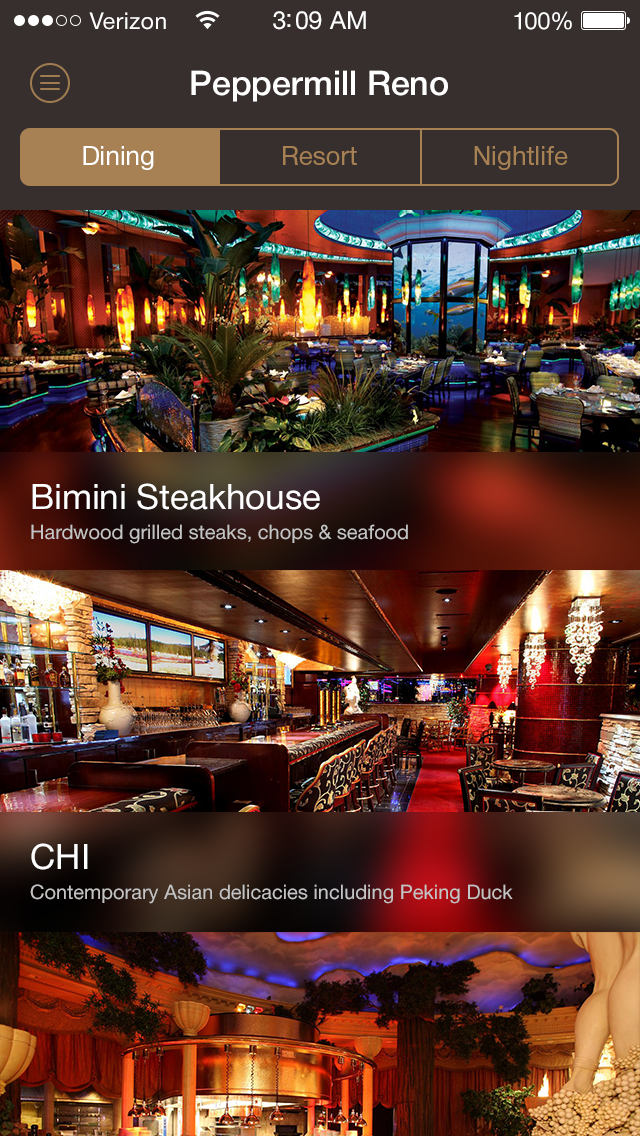 Verizon 3:09 AM 100%
Peppermill Reno
Dining Resort Nightlife
Bimini Steakhouse
Hardwood grilled steaks, chops & seafood
CHI
Contemporary Asian delicacies including Peking Duck